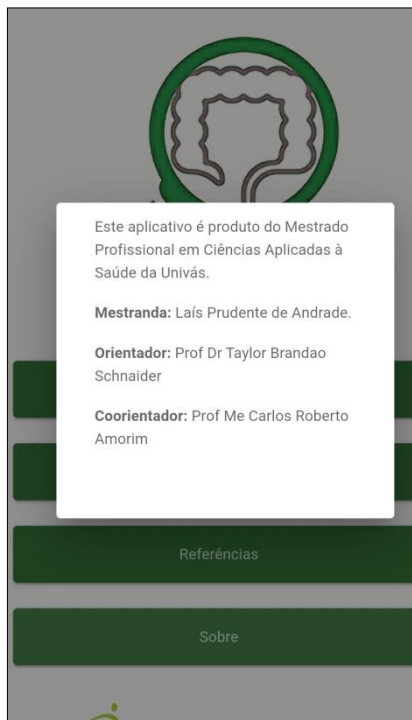 Este aplicativo é produto do Mestrado
Profissional em Ciências Aplicadas à
Saúde da Univás.
Mestranda: Laís Prudente de Andrade.
Orientador: Prof Dr Taylor Brandao
Schnaider
Coorientador: Prof Me Carlos Roberto
Amorim
Referências
Sobre